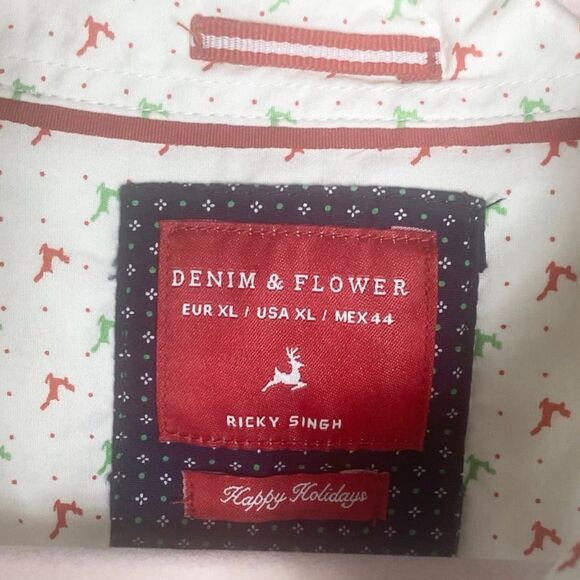 DENIM & FLOWER
EUR XL / USA XL / MEX 44
RICKY SINGH
Happy Holidays